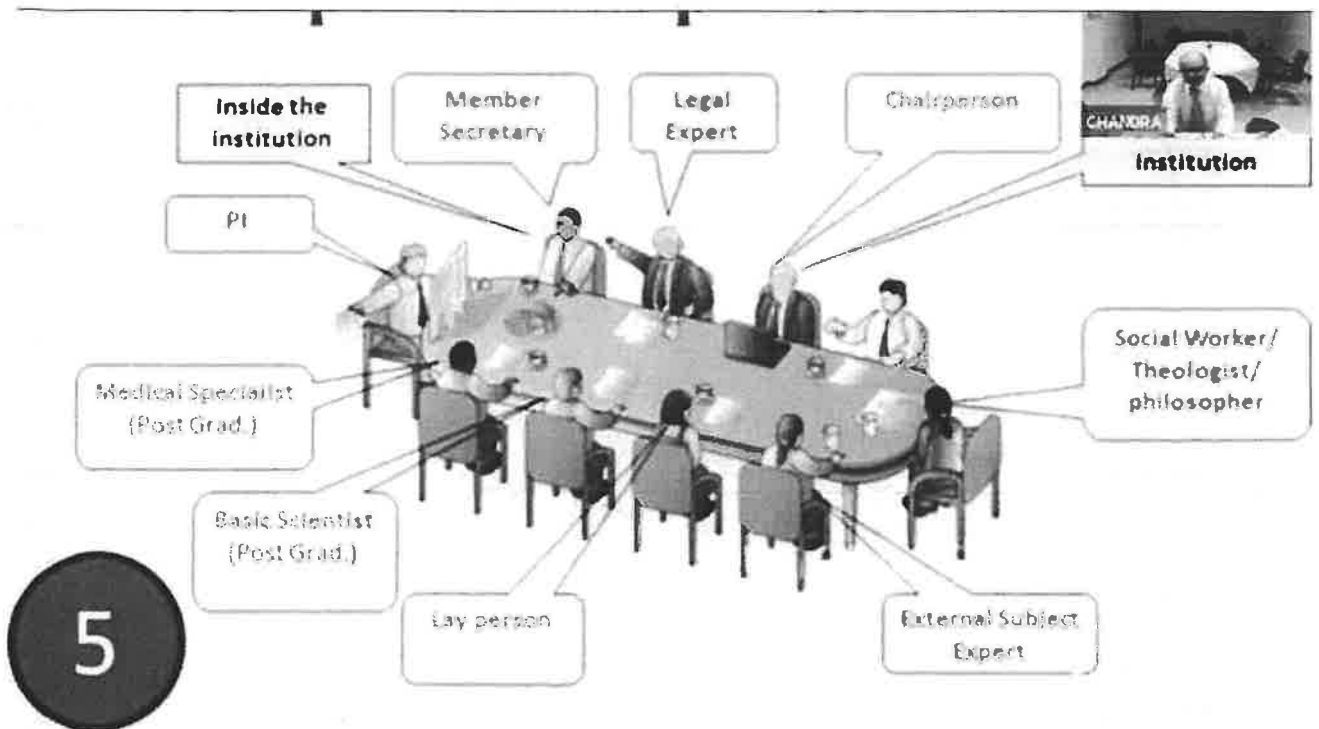 Inside the
institution
Member
Secretary
Legal
Expert
Chairperson
CHANDRA
institution
PI
Social Worker/
Theologist/
philosopher
Medical Specialist
(Post Grad.)
Basic Scientist
(Post Grad.)
Lay person
External Subject
Expert
5